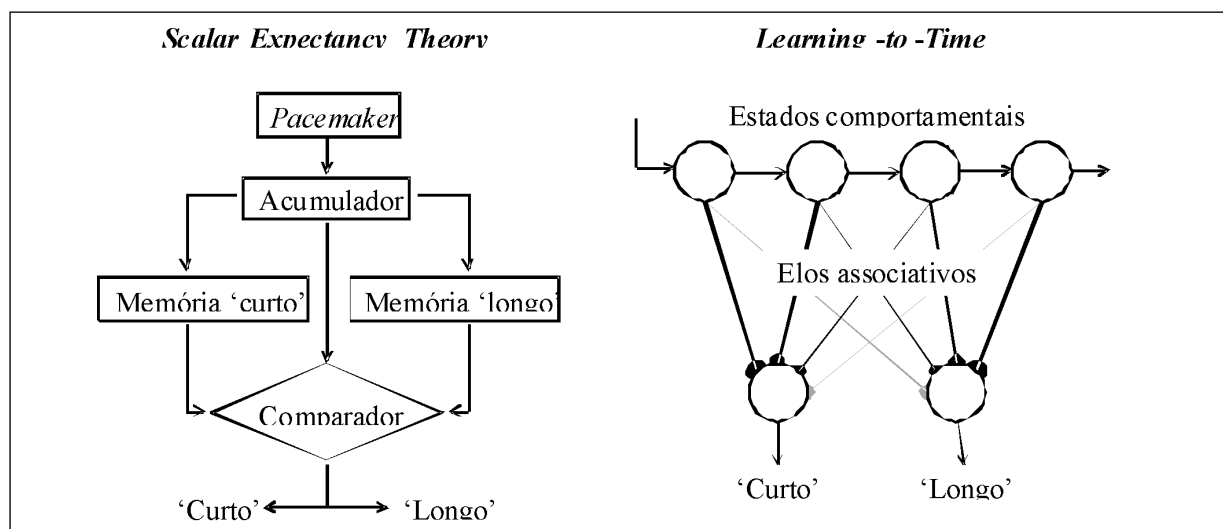 Scalar Expectancy Theory
Pacemaker
Acumulador
Memória ‘curto’
Memória ‘longo’
Comparador
‘Curto’
‘Longo’
Learning -to -Time
Estados comportamentais
Elos associativos
‘Curto’
‘Longo’